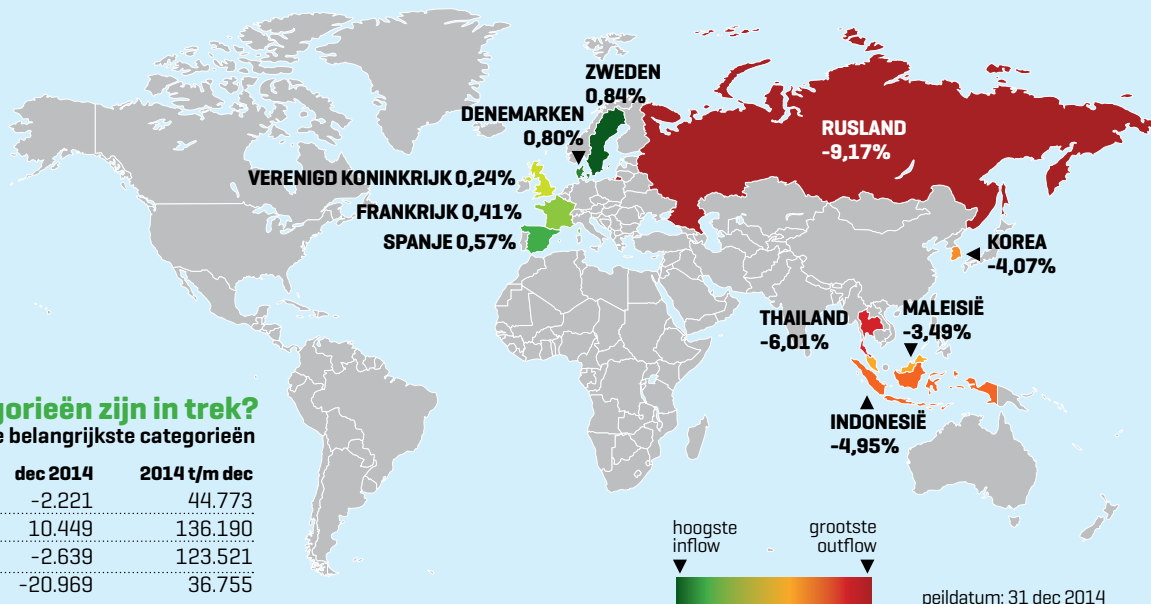 ZWEDEN
0,84%
DENEMARKEN
0,80%
RUSLAND
-9,17%
VERENIGD KONINKRIJK 0,24%
FRANKRIJK 0,41%
SPANJE 0,57%
KOREA
-4,07%
THAILAND
-6,01%
MALEISIË
-3,49%
INDONESIË
-4,95%
gorieën zijn in trek?
e belangrijkste categorieën
dec 2014 2014 t/m dec
-2.221 44.773
10.449 136.190
-2.639 123.521
-20.969 36.755
hoogste
inflow
grootste
outflow
peildatum: 31 dec 2014